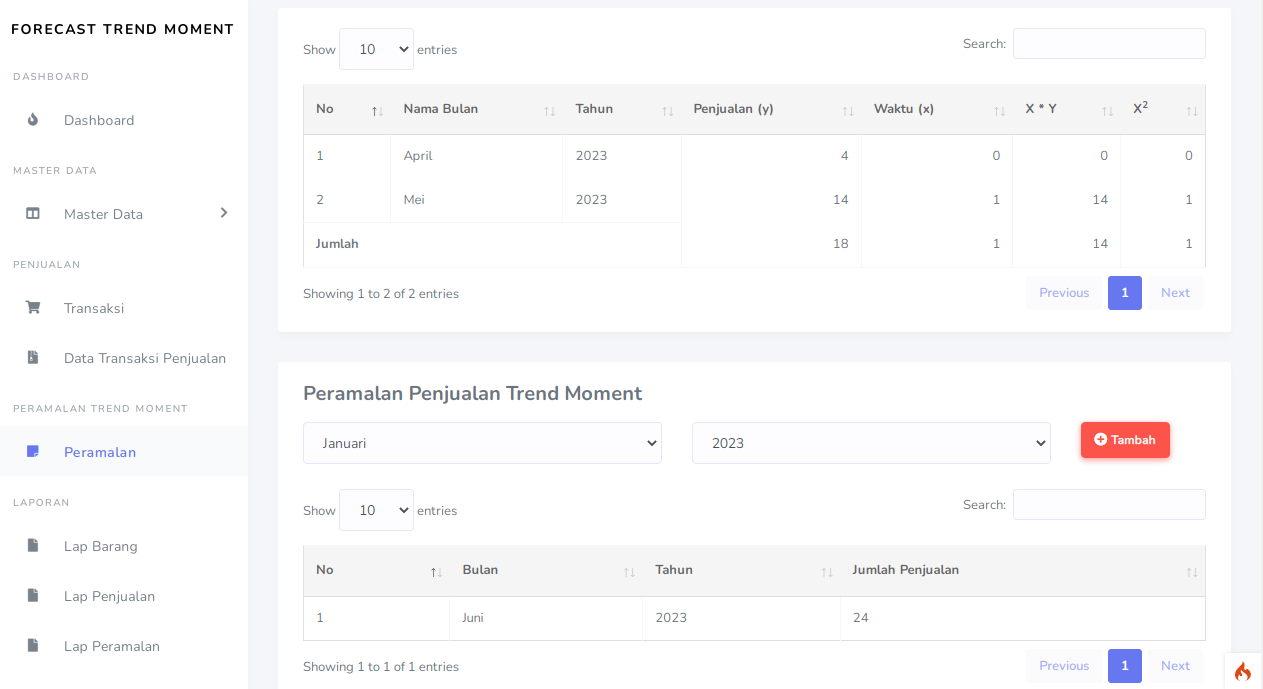 FORECAST TREND MOMENT
DASHBOARD
Dashboard
MASTER DATA
Master Data
PENJUALAN
Transaksi
Data Transaksi Penjualan
PERAMALAN TREND MOMENT
Peramalan
LAPORAN
Lap Barang
Lap Penjualan
Lap Peramalan
Show 10 entries Search:
No Nama Bulan Tahun Penjualan (y) Waktu (x) X * Y X²
1 April 2023 4 0 0 0
2 Mei 2023 14 1 14 1
Jumlah 18 1 14 1
Showing 1 to 2 of 2 entries Previous 1 Next
Peramalan Penjualan Trend Moment
Januari 2023 Tambah
Show 10 entries Search:
No Bulan Tahun Jumlah Penjualan
1 Juni 2023 24
Showing 1 to 1 of 1 entries Previous 1 Next